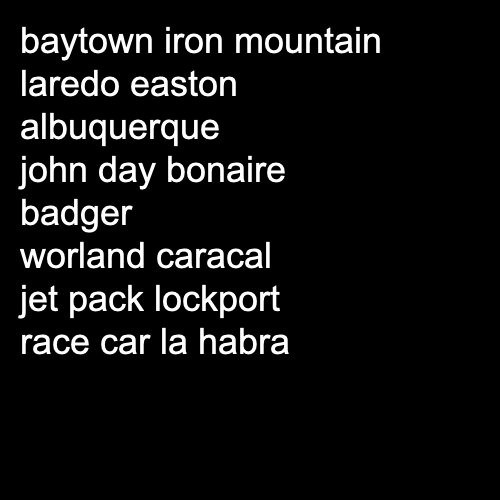 baytown iron mountain
laredo easton
albuquerque
john day bonaire
badger
worland caracal
jet pack lockport
race car la habra